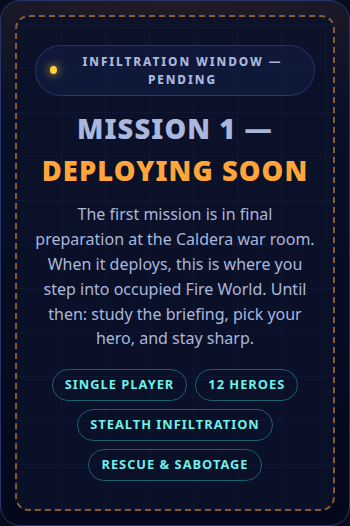 INFILTRATION WINDOW —
PENDING
MISSION 1 —
DEPLOYING SOON
The first mission is in final
preparation at the Caldera war room.
When it deploys, this is where you
step into occupied Fire World. Until
then: study the briefing, pick your
hero, and stay sharp.
SINGLE PLAYER
12 HEROES
STEALTH INFILTRATION
RESCUE & SABOTAGE